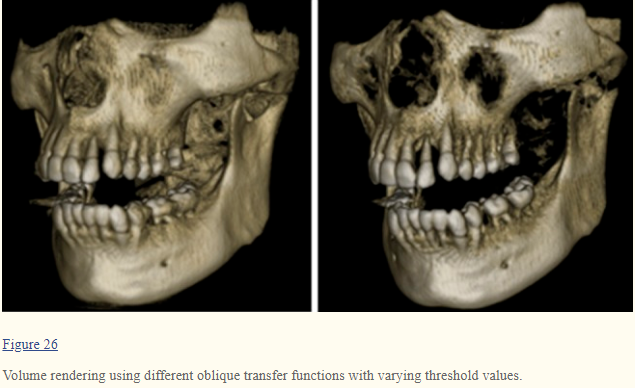 Figure 26
Volume rendering using different oblique transfer functions with varying threshold values.